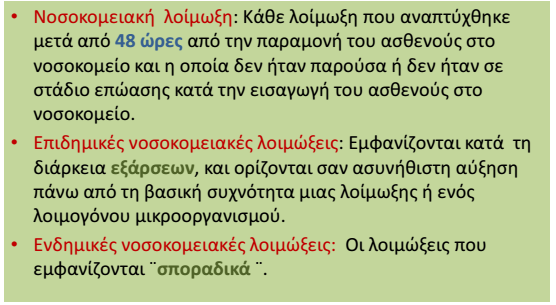 • Νοσοκομειακή λοίμωξη: Κάθε λοίμωξη που αναπτύχθηκε
μετά από 48 ώρες από την παραμονή του ασθενούς στο
νοσοκομείο και η οποία δεν ήταν παρούσα ή δεν ήταν σε
στάδιο επώασης κατά την εισαγωγή του ασθενούς στο
νοσοκομείο.
• Επιδημικές νοσοκομειακές λοιμώξεις: Εμφανίζονται κατά τη
διάρκεια εξάρσεων, και ορίζονται σαν ασυνήθιστη αύξηση
πάνω από τη βασική συχνότητα μιας λοίμωξης ή ενός
λοιμογόνου μικροοργανισμού.
• Ενδημικές νοσοκομειακές λοιμώξεις: Οι λοιμώξεις που
εμφανίζονται ¨σποραδικά ¨.